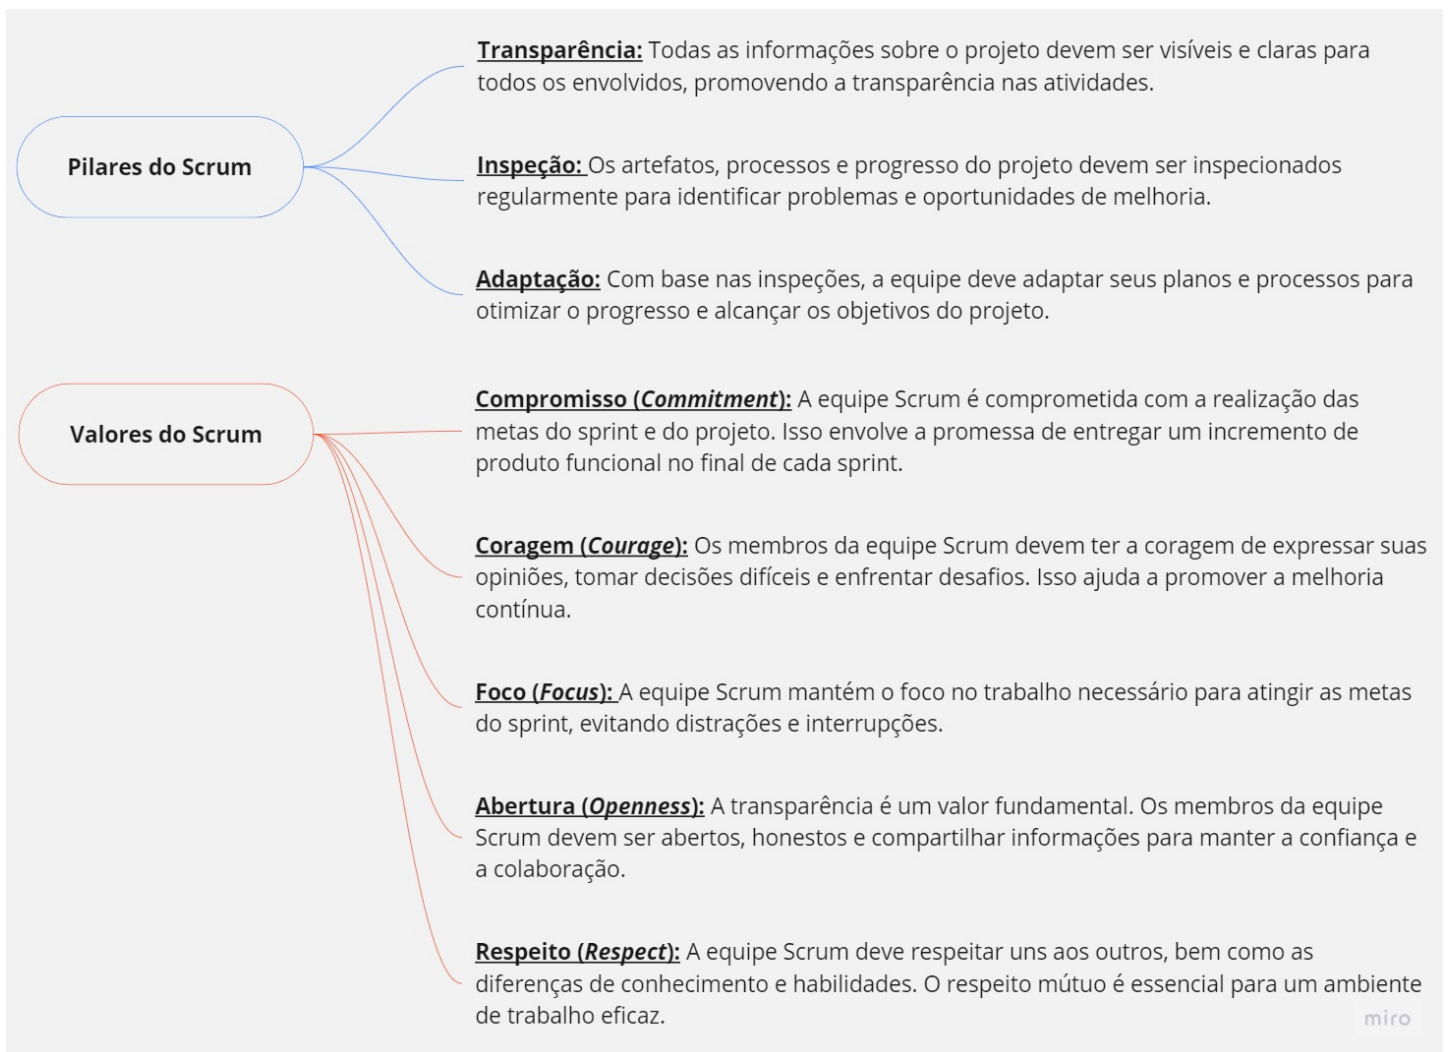 Pilares do Scrum
Transparência: Todas as informações sobre o projeto devem ser visíveis e claras para
todos os envolvidos, promovendo a transparência nas atividades.
Inspeção: Os artefatos, processos e progresso do projeto devem ser inspecionados
regularmente para identificar problemas e oportunidades de melhoria.
Adaptação: Com base nas inspeções, a equipe deve adaptar seus planos e processos para
otimizar o progresso e alcançar os objetivos do projeto.
Valores do Scrum
Compromisso (Commitment): A equipe Scrum é comprometida com a realização das
metas do sprint e do projeto. Isso envolve a promessa de entregar um incremento de
produto funcional no final de cada sprint.
Coragem (Courage): Os membros da equipe Scrum devem ter a coragem de expressar suas
opiniões, tomar decisões difíceis e enfrentar desafios. Isso ajuda a promover a melhoria
contínua.
Foco (Focus): A equipe Scrum mantém o foco no trabalho necessário para atingir as metas
do sprint, evitando distrações e interrupções.
Abertura (Openness): A transparência é um valor fundamental. Os membros da equipe
Scrum devem ser abertos, honestos e compartilhar informações para manter a confiança e
a colaboração.
Respeito (Respect): A equipe Scrum deve respeitar uns aos outros, bem como as
diferenças de conhecimento e habilidades. O respeito mútuo é essencial para um ambiente
de trabalho eficaz.
miro